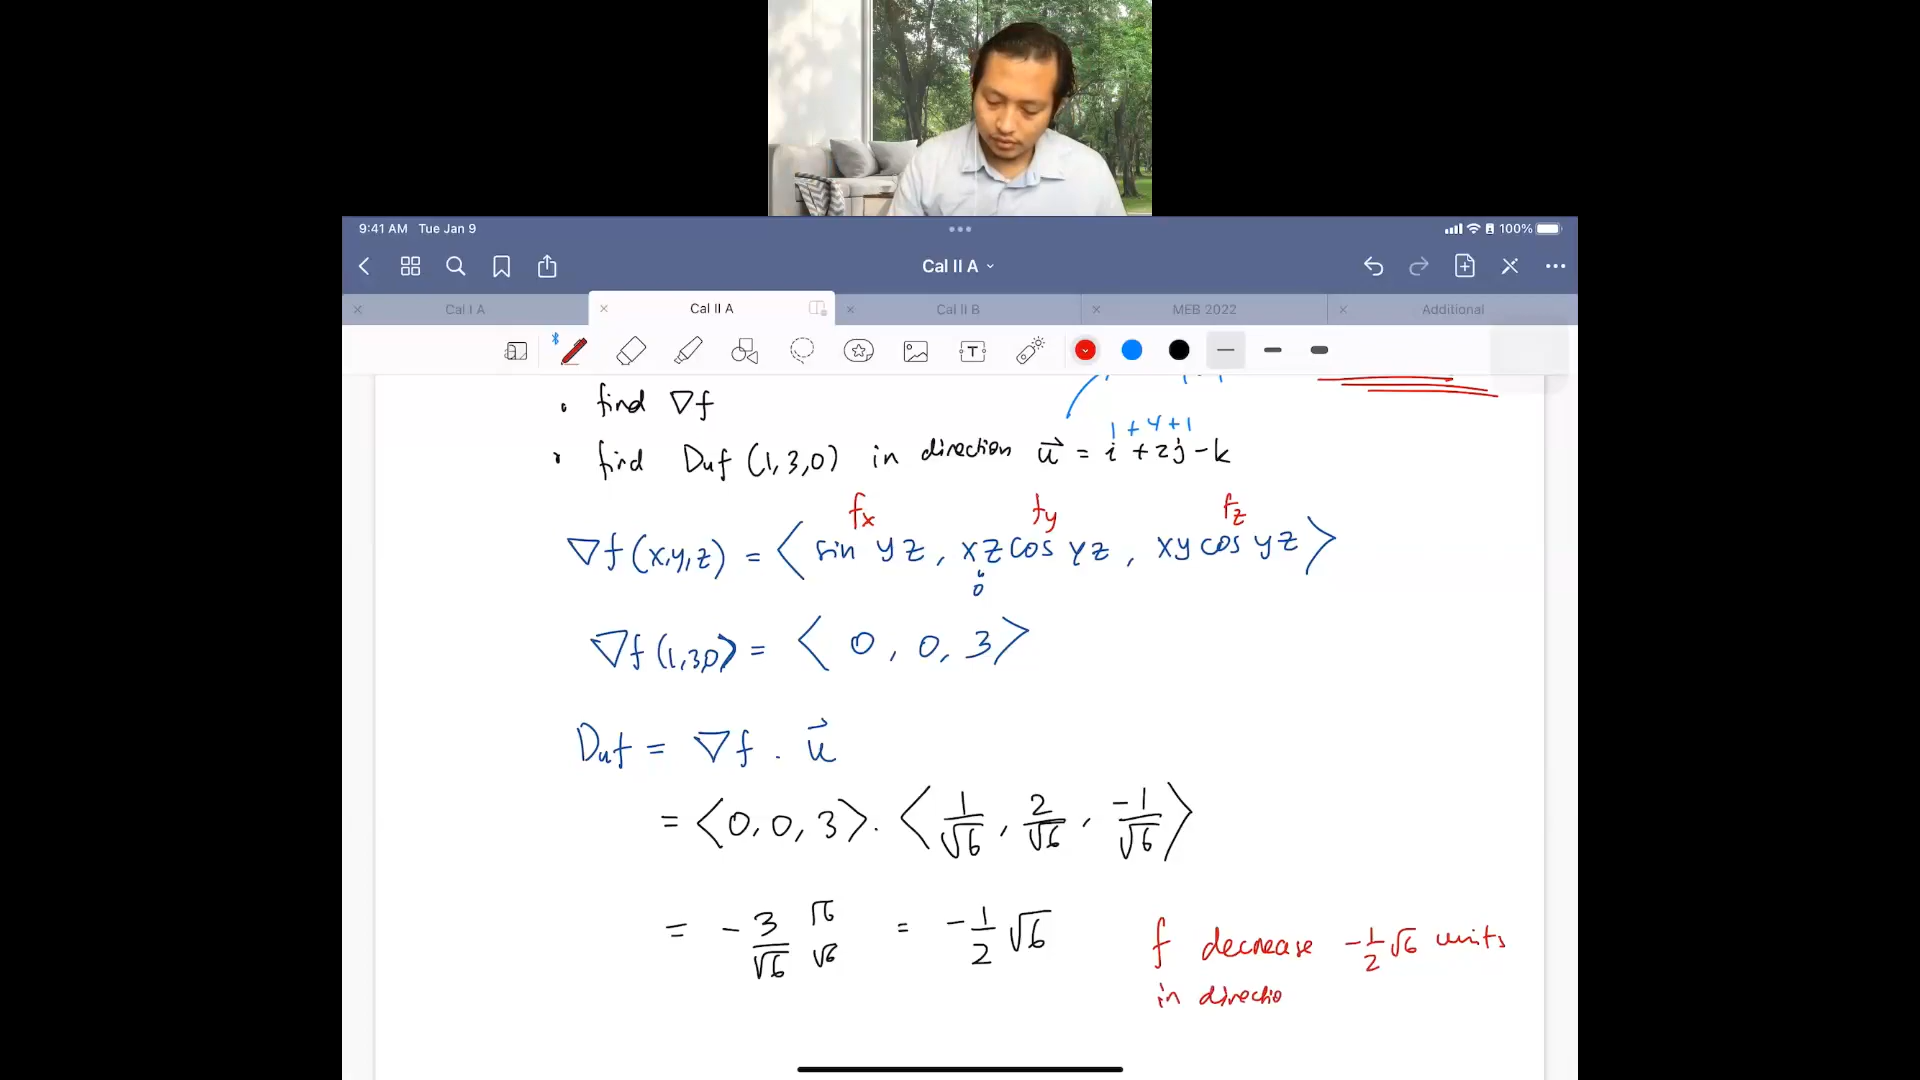 9:41 AM Tue Jan 9
100%
Cal II A
Cal I A
Cal II A
Cal II B
MEB 2022
Additional
T
• find ∇f
1 + 4 + 1
• find Duf (1,3,0) in direction u⃗ = i + 2j - k
fx fy fz
∇f(x,y,z) = ⟨ sin yz , xz cos yz , xy cos yz ⟩
0
∇f(1,3,0) = ⟨ 0 , 0, 3 ⟩
Duf = ∇f . u⃗
= ⟨0, 0, 3⟩ . ⟨ 1/√6 , 2/√6 , -1/√6 ⟩
= - 3/√6 √6/√6 = - 1/2 √6
f decrease - 1/2 √6 units
in directio